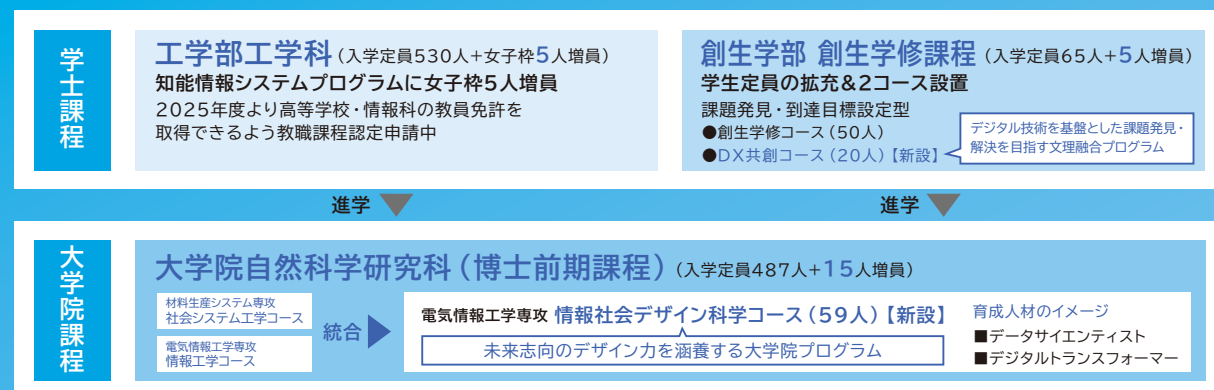 学士課程
工学部工学科（入学定員530人＋女子枠5人増員）
知能情報システムプログラムに女子枠5人増員
2025年度より高等学校・情報科の教員免許を
取得できるよう教職課程認定申請中
創生学部 創生学修課程（入学定員65人＋5人増員）
学生定員の拡充＆2コース設置
課題発見・到達目標設定型
●創生学修コース（50人）
●DX共創コース（20人）【新設】
デジタル技術を基盤とした課題発見・
解決を目指す文理融合プログラム
進学
進学
大学院課程
大学院自然科学研究科（博士前期課程）（入学定員487人＋15人増員）
材料生産システム専攻
社会システム工学コース
電気情報工学専攻
情報工学コース
統合
電気情報工学専攻 情報社会デザイン科学コース（59人）【新設】
未来志向のデザイン力を涵養する大学院プログラム
育成人材のイメージ
■データサイエンティスト
■デジタルトランスフォーマー